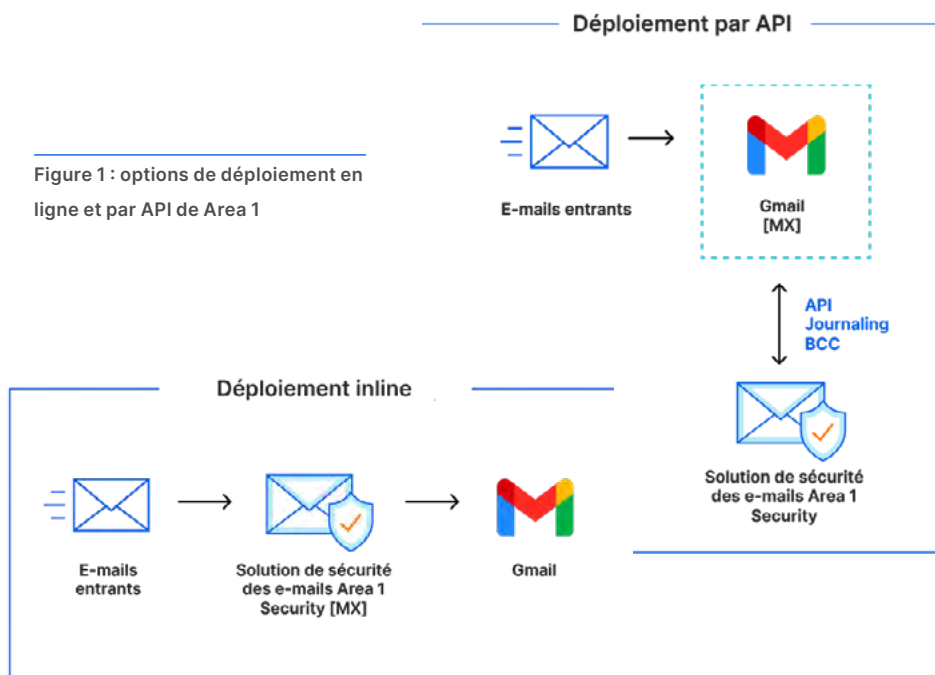 Déploiement par API
E-mails entrants
Gmail
[MX]
Figure 1 : options de déploiement en
ligne et par API de Area 1
API
Journaling
BCC
Solution de sécurité
des e-mails Area 1
Security
Déploiement inline
E-mails
entrants
Solution de sécurité
des e-mails Area 1
Security [MX]
Gmail